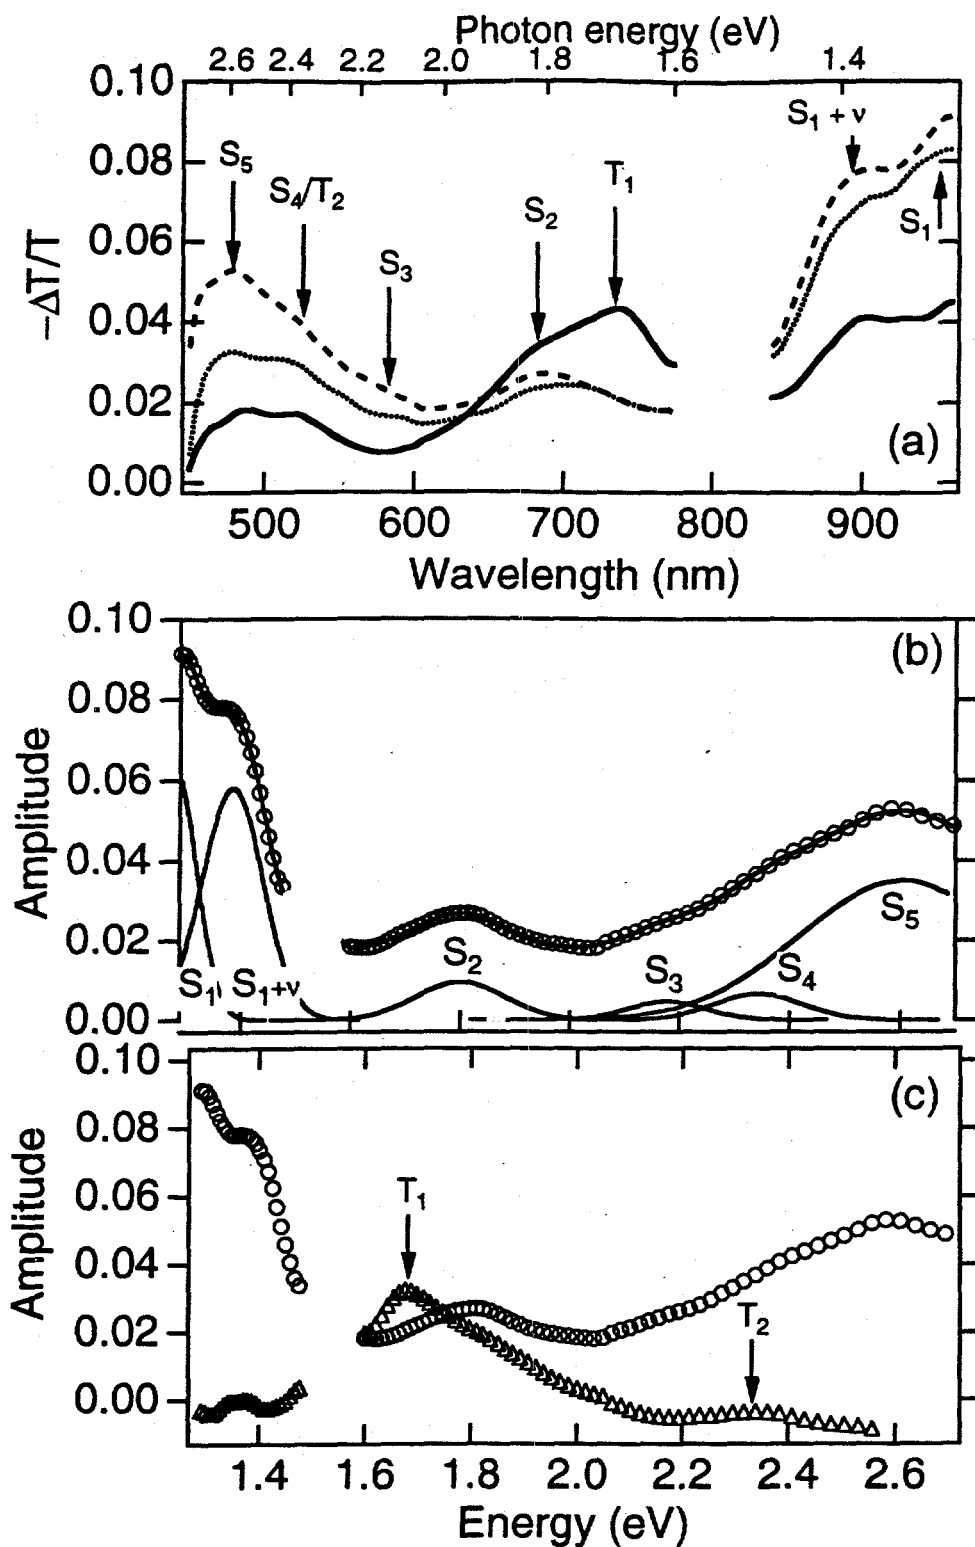 Photon energy (eV)
2.6 2.4 2.2 2.0 1.8 1.6 1.4
0.10
0.08
0.06
0.04
0.02
0.00
−ΔT/T
S5
S4/T2
S3
S2
T1
S1 + ν
S1
(a)
500 600 700 800 900
Wavelength (nm)
0.10
0.08
0.06
0.04
0.02
0.00
Amplitude
(b)
S1 S1+ν
S2
S3
S4
S5
0.10
0.08
0.06
0.04
0.02
0.00
Amplitude
(c)
T1
T2
1.4 1.6 1.8 2.0 2.2 2.4 2.6
Energy (eV)